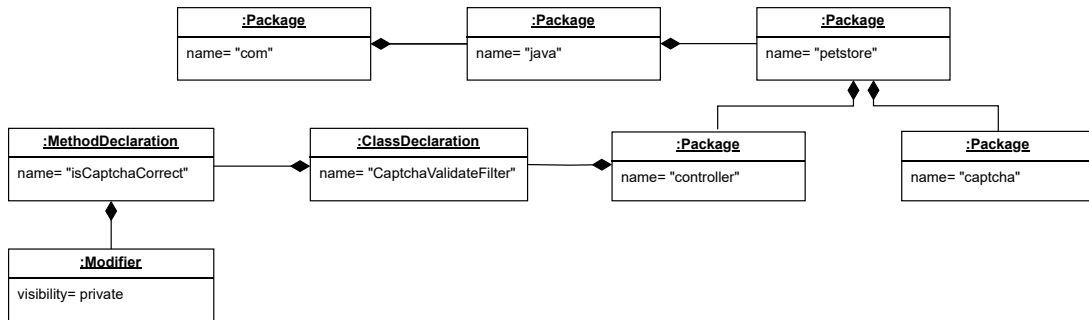 :Package
name= "com"
:Package
name= "java"
:Package
name= "petstore"
:MethodDeclaration
name= "isCaptchaCorrect"
:ClassDeclaration
name= "CaptchaValidateFilter"
:Package
name= "controller"
:Package
name= "captcha"
:Modifier
visibility= private